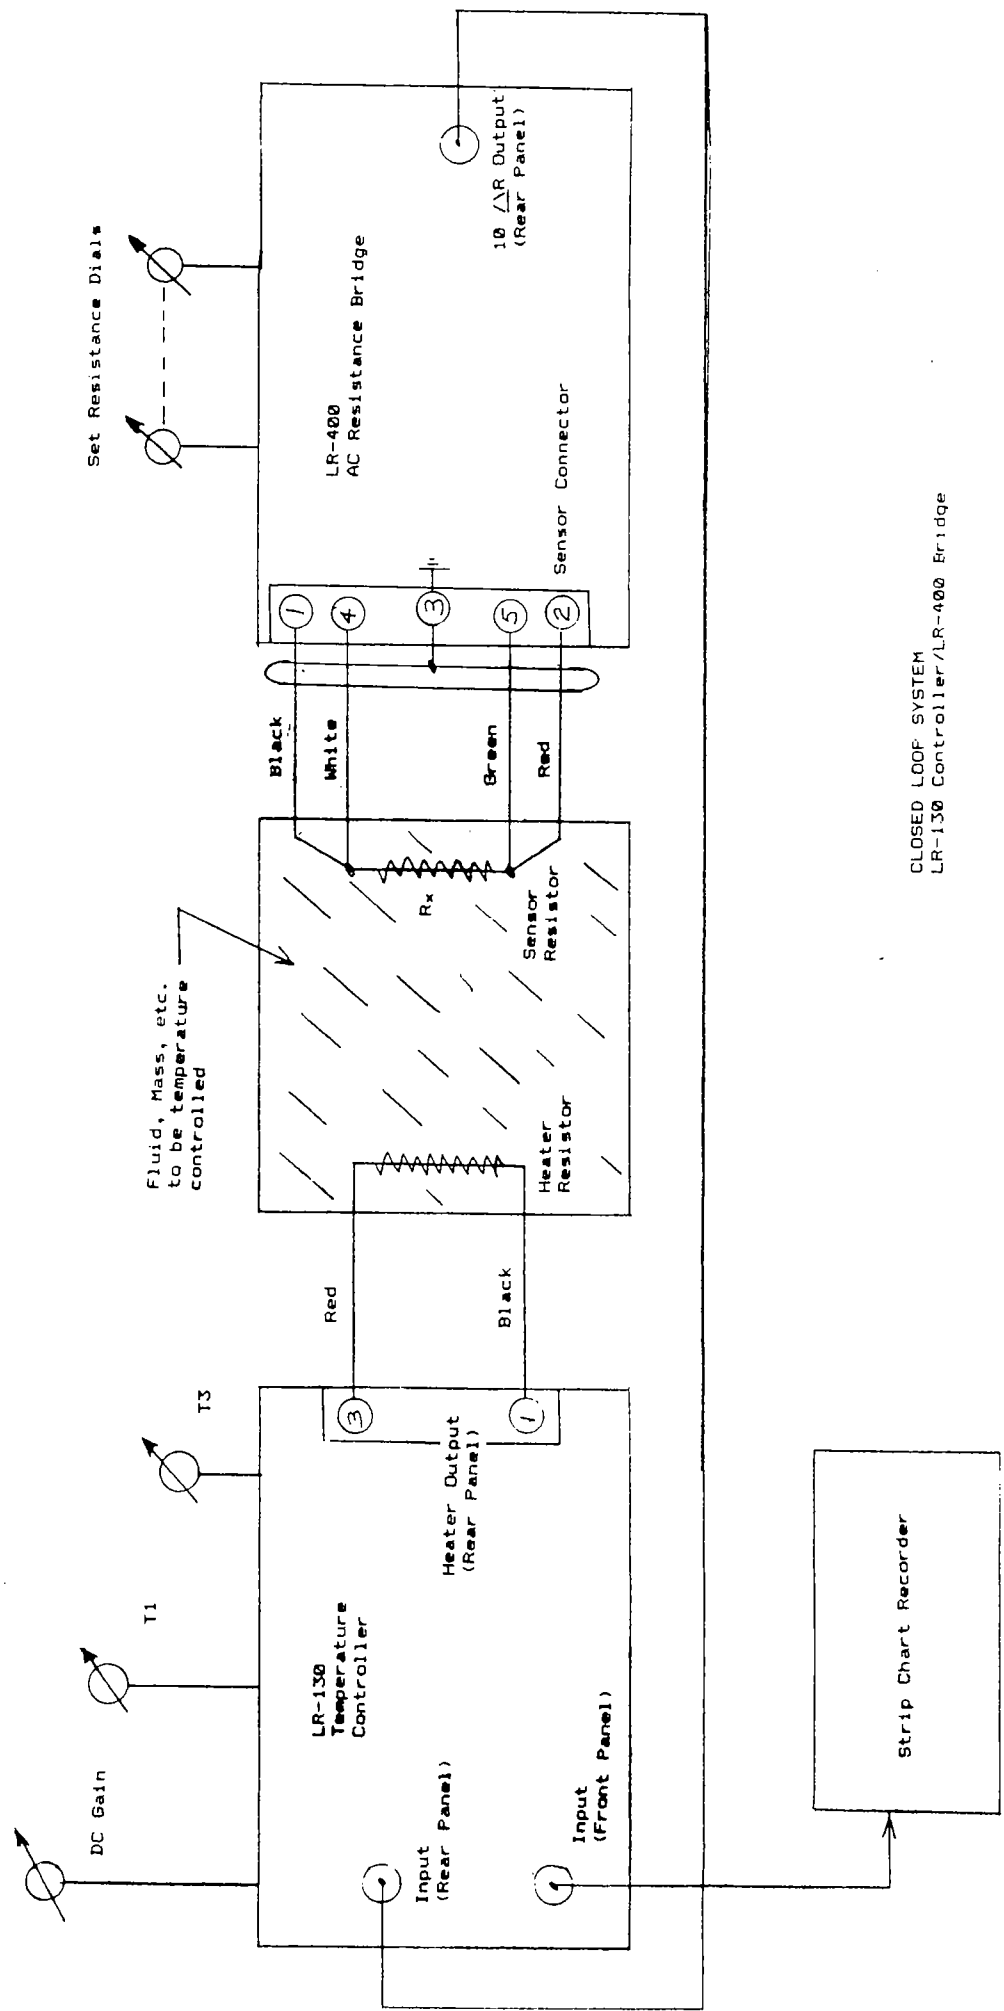 DC Gain
T1
T3
Fluid, Mass, etc.
to be temperature
controlled
Set Resistance Dials
LR-130
Temperature
Controller
Input
(Rear Panel)
Input
(Front Panel)
Heater Output
(Rear Panel)
3
1
Red
Black
Heater
Resistor
Rx
Sensor
Resistor
Black
White
Green
Red
1
4
3
5
2
Sensor Connector
LR-400
AC Resistance Bridge
10 /\R Output
(Rear Panel)
Strip Chart Recorder
CLOSED LOOP SYSTEM
LR-130 Controller/LR-400 Bridge